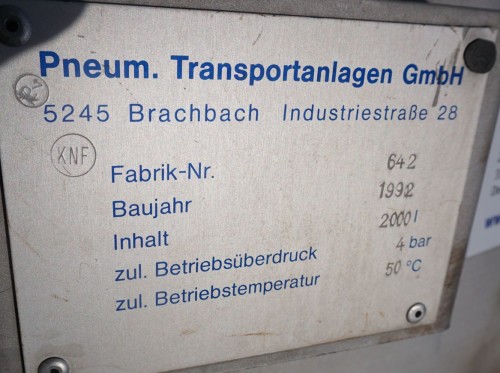 Pneum. Transportanlagen GmbH
5245 Brachbach Industriestraße 28
KNF
Fabrik-Nr. 642
Baujahr 1992
Inhalt 2000 l
zul. Betriebsüberdruck 4 bar
zul. Betriebstemperatur 50 °C